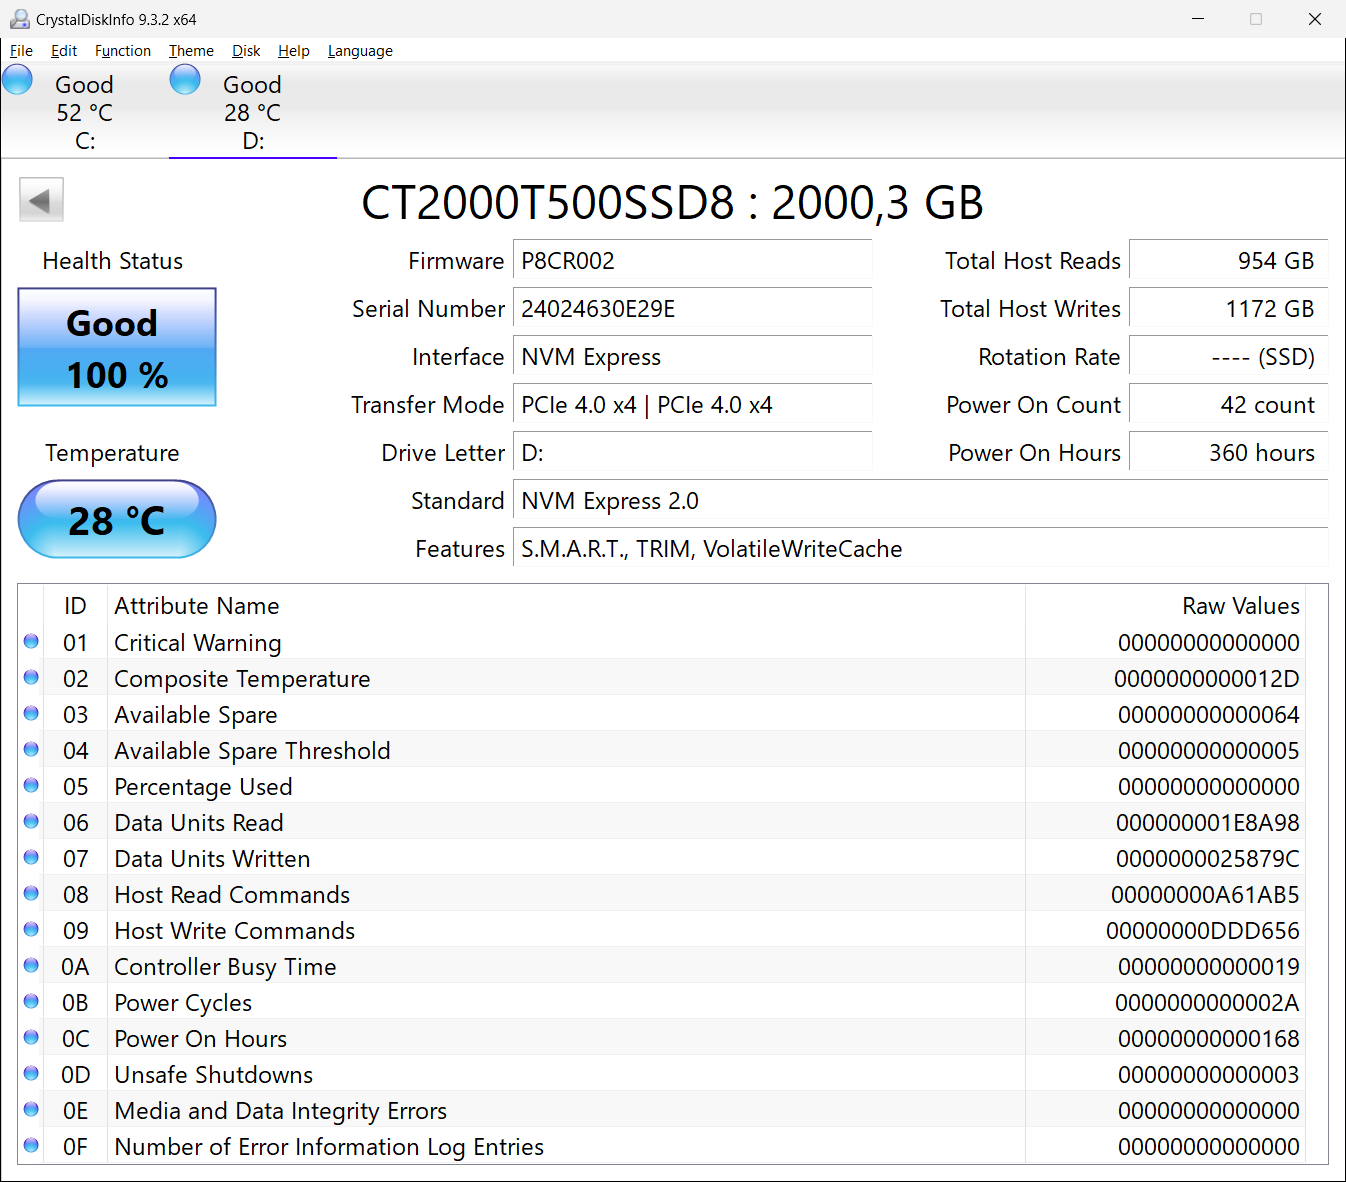 CrystalDiskInfo 9.3.2 x64
File Edit Function Theme Disk Help Language
Good Good
52 °C 28 °C
C: D:
CT2000T500SSD8 : 2000,3 GB
Health Status
Good
100 %
Temperature
28 °C
Firmware P8CR002
Serial Number 24024630E29E
Interface NVM Express
Transfer Mode PCIe 4.0 x4 | PCIe 4.0 x4
Drive Letter D:
Standard NVM Express 2.0
Features S.M.A.R.T., TRIM, VolatileWriteCache
Total Host Reads 954 GB
Total Host Writes 1172 GB
Rotation Rate ---- (SSD)
Power On Count 42 count
Power On Hours 360 hours
ID Attribute Name Raw Values
01 Critical Warning 00000000000000
02 Composite Temperature 0000000000012D
03 Available Spare 00000000000064
04 Available Spare Threshold 00000000000005
05 Percentage Used 00000000000000
06 Data Units Read 000000001E8A98
07 Data Units Written 0000000025879C
08 Host Read Commands 00000000A61AB5
09 Host Write Commands 00000000DDD656
0A Controller Busy Time 00000000000019
0B Power Cycles 0000000000002A
0C Power On Hours 00000000000168
0D Unsafe Shutdowns 00000000000003
0E Media and Data Integrity Errors 00000000000000
0F Number of Error Information Log Entries 00000000000000